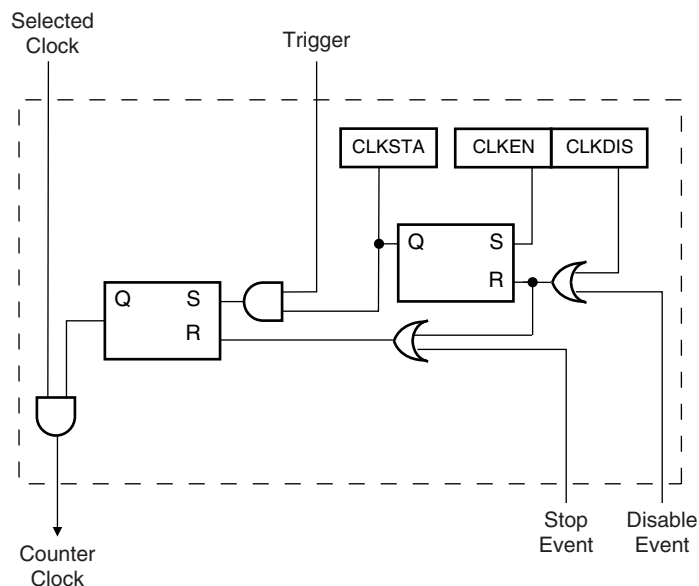 Selected
Clock
Trigger
CLKSTA
CLKEN
CLKDIS
Q
S
R
Q
S
R
Stop
Event
Disable
Event
Counter
Clock